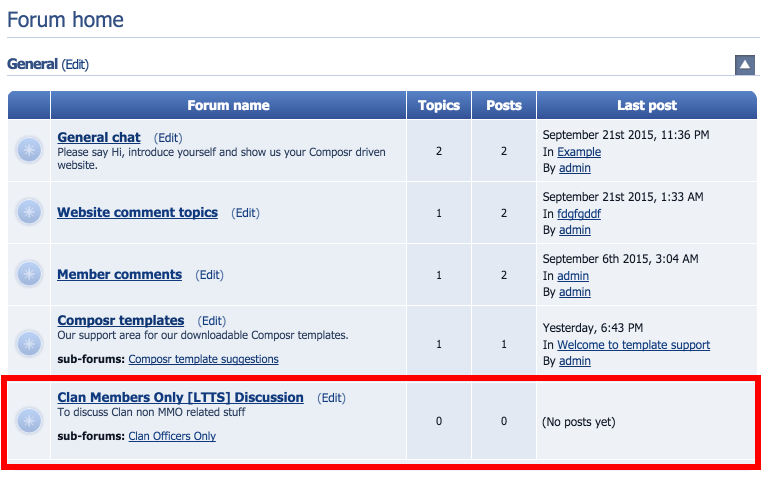 Forum home
General (Edit)
Forum name Topics Posts Last post
General chat (Edit)
Please say Hi, introduce yourself and show us your Composr driven
website.
2 2
September 21st 2015, 11:36 PM
In Example
By admin
Website comment topics (Edit)
1 2
September 21st 2015, 1:33 AM
In fdgfgddf
By admin
Member comments (Edit)
1 2
September 6th 2015, 3:04 AM
In admin
By admin
Composr templates (Edit)
Our support area for our downloadable Composr templates.
sub-forums: Composr template suggestions
1 1
Yesterday, 6:43 PM
In Welcome to template support
By admin
Clan Members Only [LTTS] Discussion (Edit)
To discuss Clan non MMO related stuff
sub-forums: Clan Officers Only
0 0
(No posts yet)